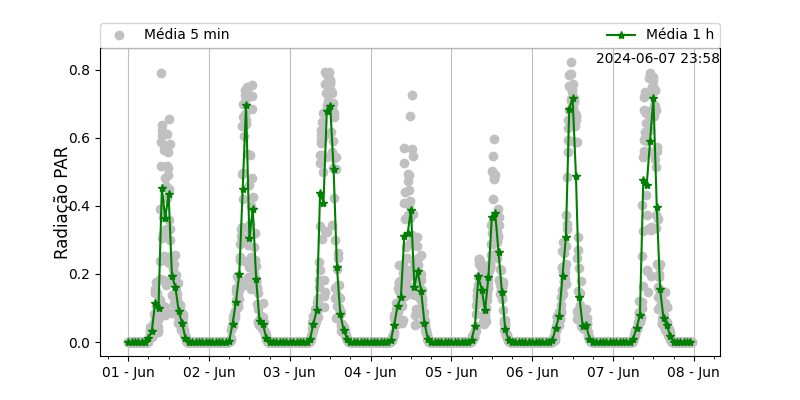 Média 5 min
Média 1 h
2024-06-07 23:58
Radiação PAR
0.8
0.6
0.4
0.2
0.0
01 - Jun 02 - Jun 03 - Jun 04 - Jun 05 - Jun 06 - Jun 07 - Jun 08 - Jun